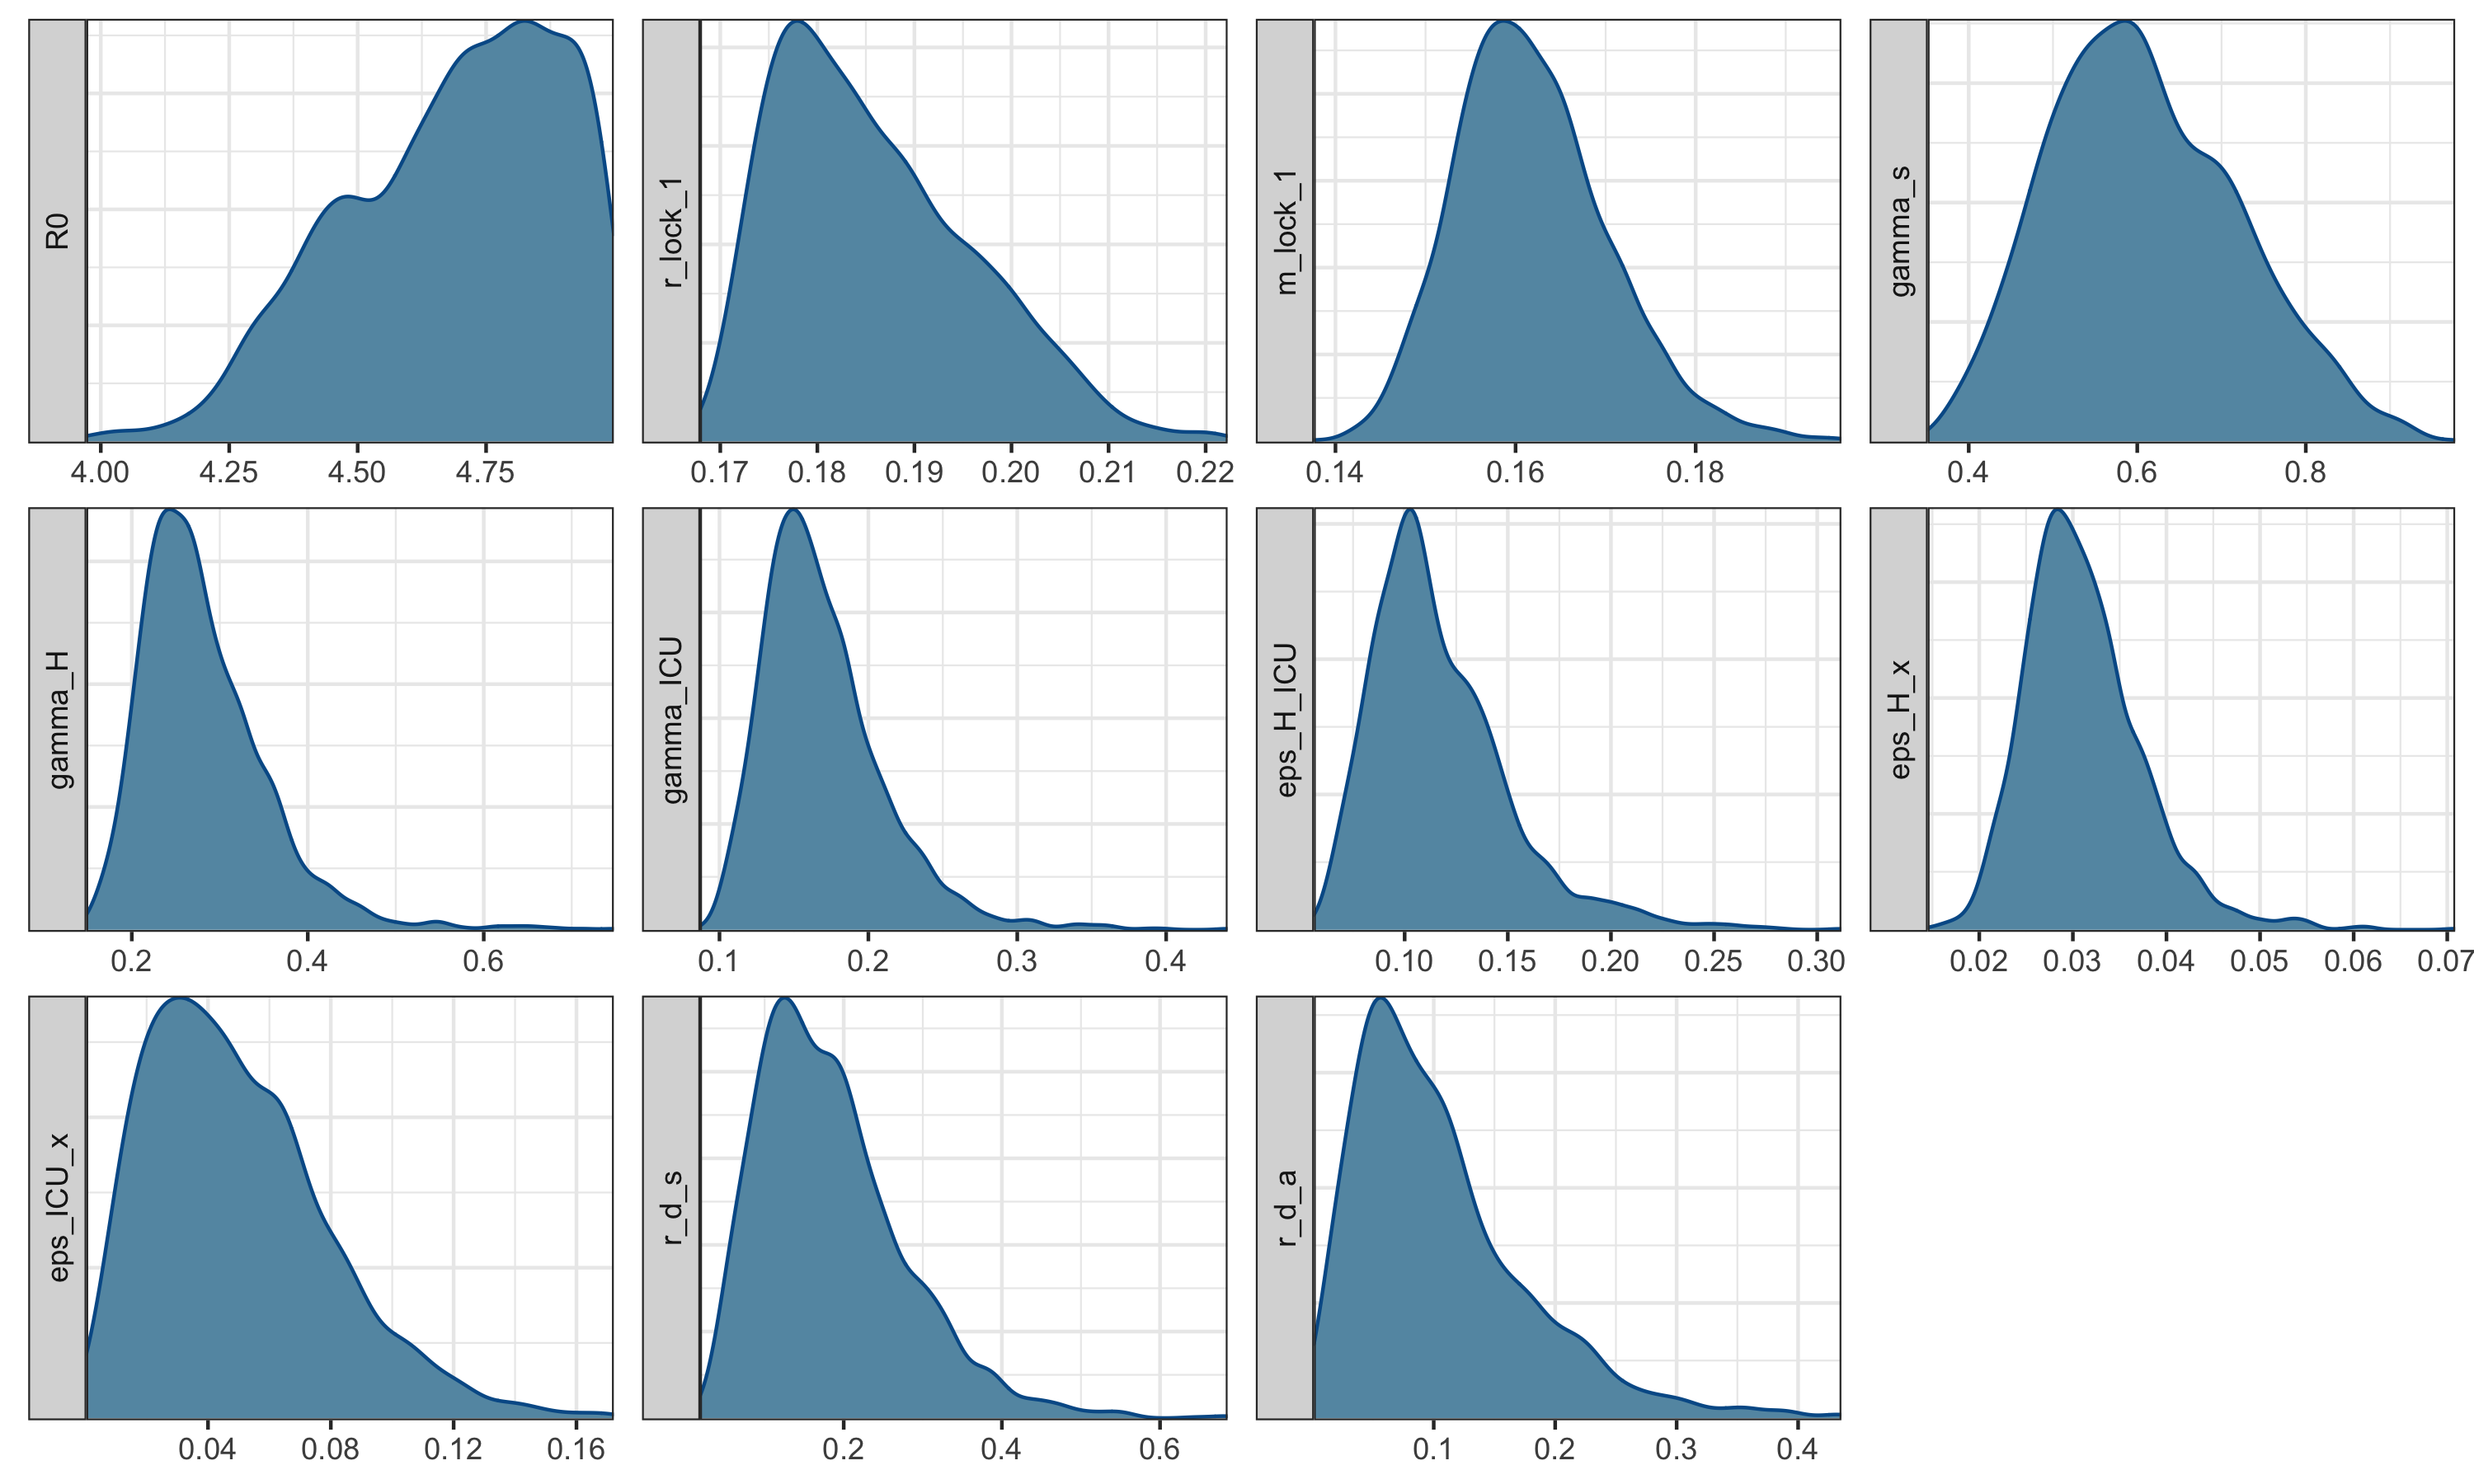 R0
4.00 4.25 4.50 4.75
r_lock_1
0.17 0.18 0.19 0.20 0.21 0.22
m_lock_1
0.14 0.16 0.18
gamma_s
0.4 0.6 0.8
gamma_H
0.2 0.4 0.6
gamma_ICU
0.1 0.2 0.3 0.4
eps_H_ICU
0.10 0.15 0.20 0.25 0.30
eps_H_x
0.02 0.03 0.04 0.05 0.06 0.07
eps_ICU_x
0.04 0.08 0.12 0.16
r_d_s
0.2 0.4 0.6
r_d_a
0.1 0.2 0.3 0.4